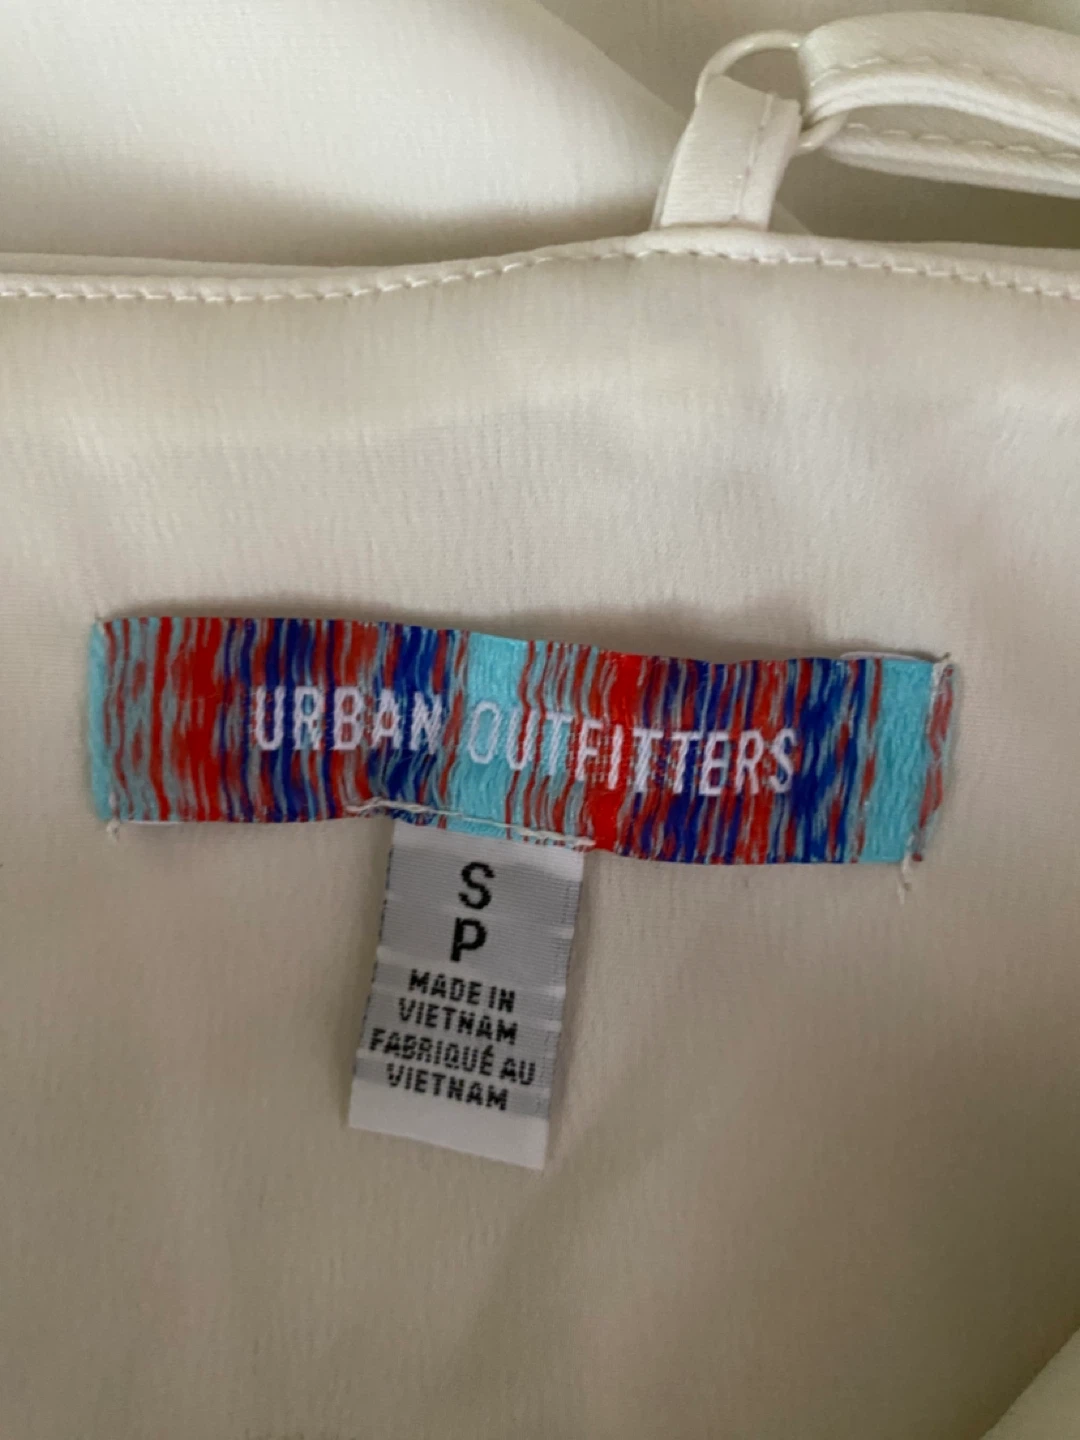 URBAN OUTFITTERS
S
P
MADE IN
VIETNAM
FABRIQUÉ AU
VIETNAM